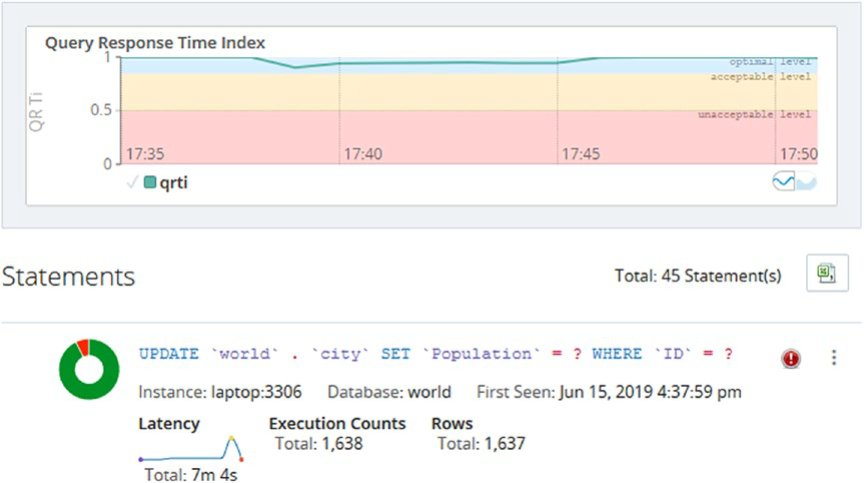 Query Response Time Index
1
optimal level
acceptable level
QRTi
0.5
unacceptable level
0
17:35 17:40 17:45 17:50
qrti
Statements
Total: 45 Statement(s)
UPDATE `world` . `city` SET `Population` = ? WHERE `ID` = ?
Instance: laptop:3306 Database: world First Seen: Jun 15, 2019 4:37:59 pm
Latency Execution Counts Rows
Total: 1,638 Total: 1,637
Total: 7m 4s